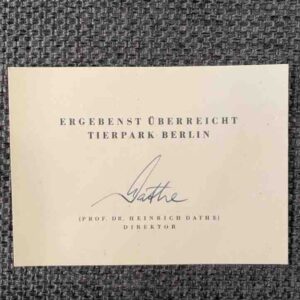 ERGEBENST ÜBERREICHT
TIERPARK BERLIN
Dathe
(PROF. DR. HEINRICH DATHE)
DIREKTOR